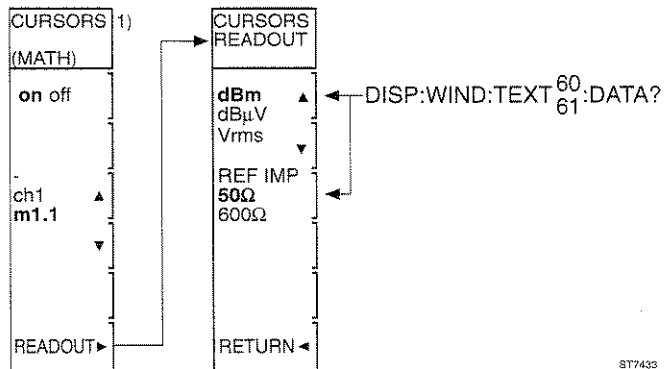 CURSORS 1)
(MATH)
on off
-
ch1 ▲
m1.1
▼
READOUT ▶
CURSORS
READOUT
dBm ▲
dBµV
Vrms ▼
REF IMP
50Ω
600Ω
RETURN ◀
DISP:WIND:TEXT 60 :DATA?
61
ST7433